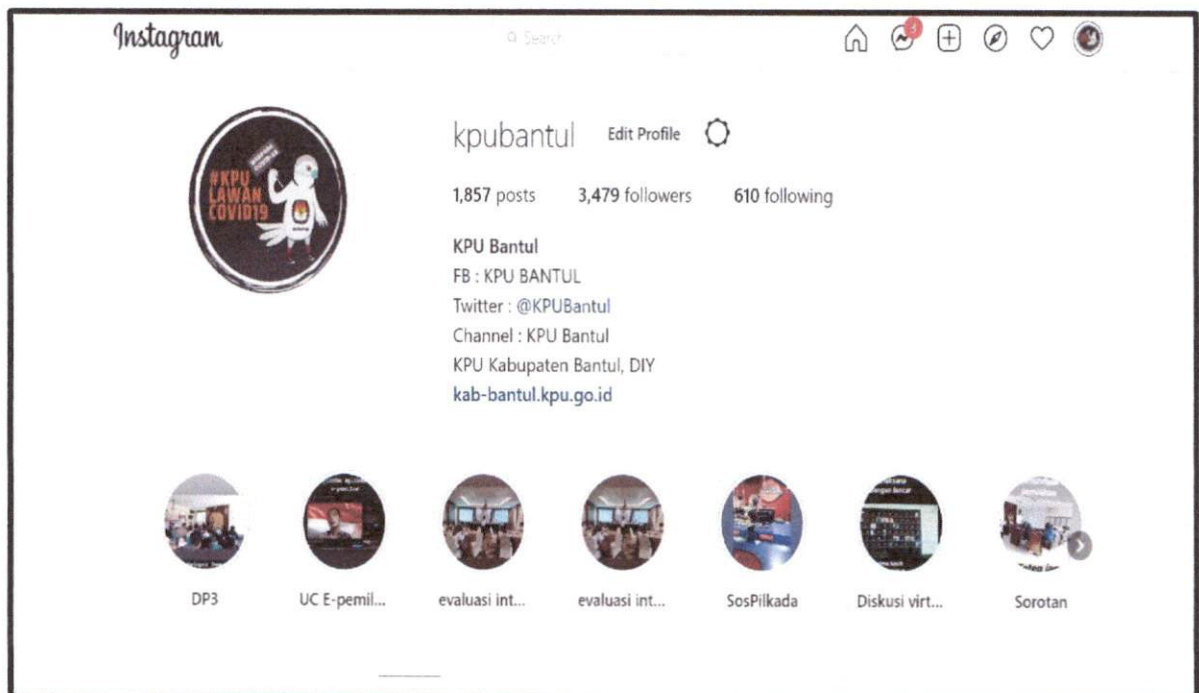 Instagram
Search
3
#KPU
LAWAN
COVID19
kpubantul Edit Profile
1,857 posts 3,479 followers 610 following
KPU Bantul
FB : KPU BANTUL
Twitter : @KPUBantul
Channel : KPU Bantul
KPU Kabupaten Bantul, DIY
kab-bantul.kpu.go.id
DP3 UC E-pemil... evaluasi int... evaluasi int... SosPilkada Diskusi virt... Sorotan